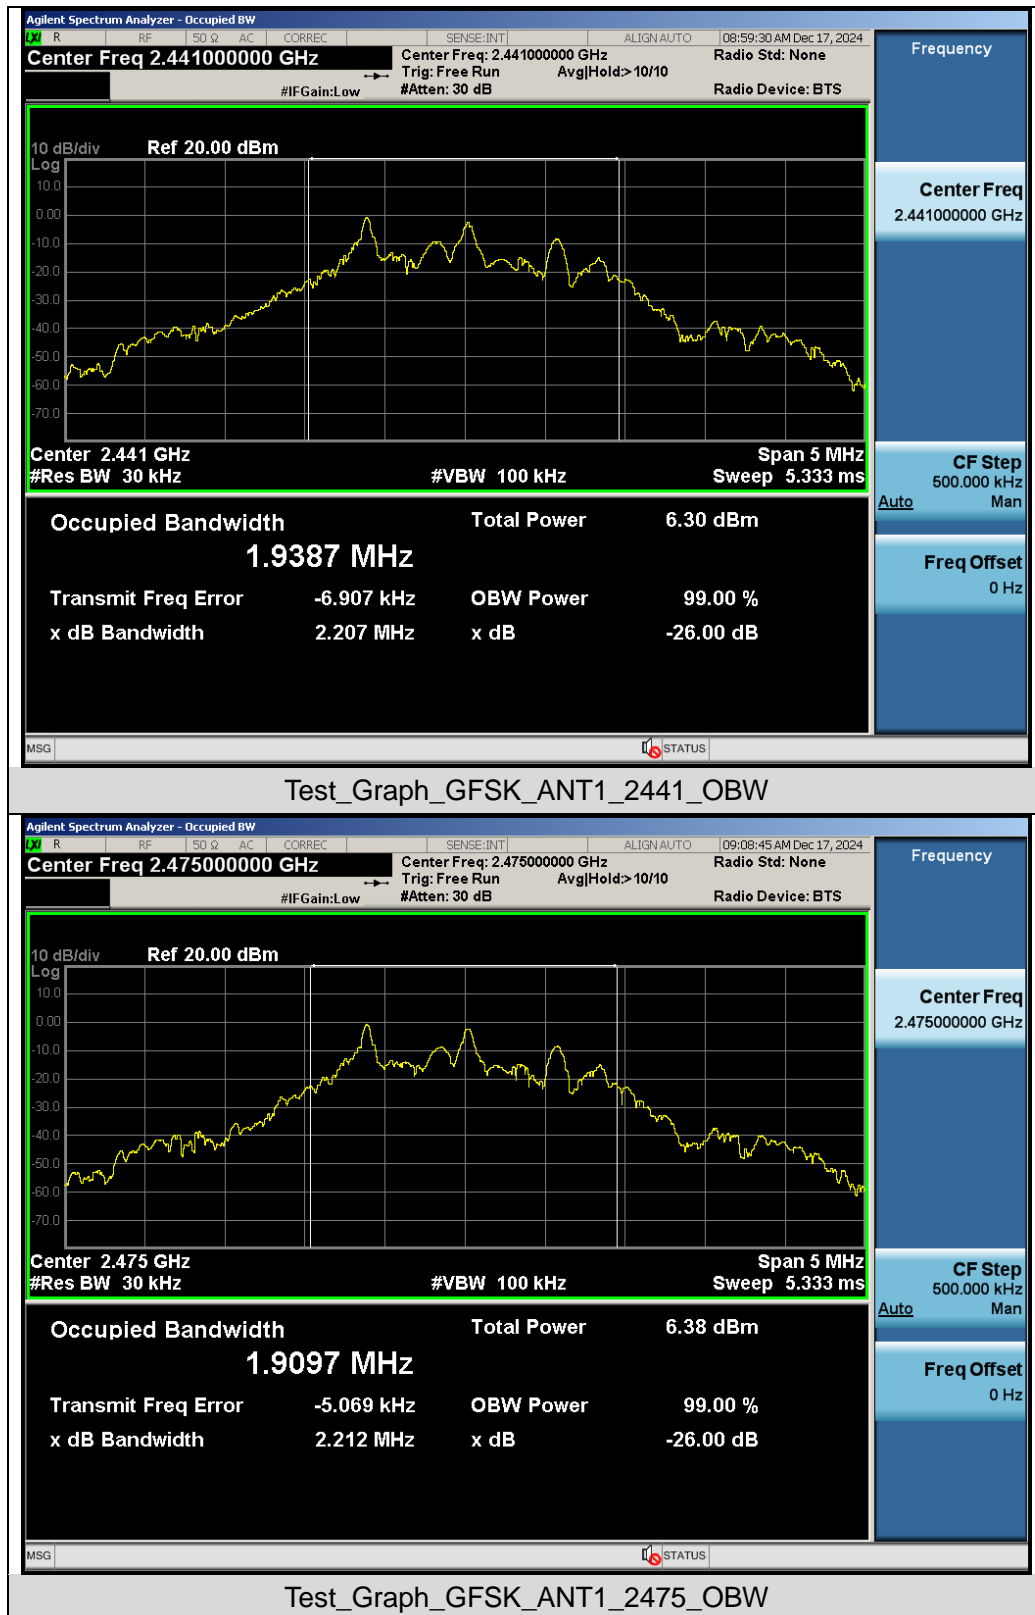 Agilent Spectrum Analyzer - Occupied BW
LXI R RF 50 Ω AC CORREC SENSE:INT ALIGN AUTO 08:59:30 AM Dec 17, 2024
Center Freq 2.441000000 GHz
Center Freq: 2.441000000 GHz
Radio Std: None
Trig: Free Run Avg|Hold:>10/10
#IFGain:Low #Atten: 30 dB Radio Device: BTS
Frequency
10 dB/div Ref 20.00 dBm
Log
10.0
0.00
-10.0
-20.0
-30.0
-40.0
-50.0
-60.0
-70.0
Center Freq
2.441000000 GHz
Center 2.441 GHz Span 5 MHz
#Res BW 30 kHz #VBW 100 kHz Sweep 5.333 ms
CF Step
500.000 kHz
Auto Man
Occupied Bandwidth Total Power 6.30 dBm
1.9387 MHz
Transmit Freq Error -6.907 kHz OBW Power 99.00 %
x dB Bandwidth 2.207 MHz x dB -26.00 dB
Freq Offset
0 Hz
MSG STATUS
Test_Graph_GFSK_ANT1_2441_OBW
Agilent Spectrum Analyzer - Occupied BW
LXI R RF 50 Ω AC CORREC SENSE:INT ALIGN AUTO 09:08:45 AM Dec 17, 2024
Center Freq 2.475000000 GHz
Center Freq: 2.475000000 GHz
Radio Std: None
Trig: Free Run Avg|Hold:>10/10
#IFGain:Low #Atten: 30 dB Radio Device: BTS
Frequency
10 dB/div Ref 20.00 dBm
Log
10.0
0.00
-10.0
-20.0
-30.0
-40.0
-50.0
-60.0
-70.0
Center Freq
2.475000000 GHz
Center 2.475 GHz Span 5 MHz
#Res BW 30 kHz #VBW 100 kHz Sweep 5.333 ms
CF Step
500.000 kHz
Auto Man
Occupied Bandwidth Total Power 6.38 dBm
1.9097 MHz
Transmit Freq Error -5.069 kHz OBW Power 99.00 %
x dB Bandwidth 2.212 MHz x dB -26.00 dB
Freq Offset
0 Hz
MSG STATUS
Test_Graph_GFSK_ANT1_2475_OBW